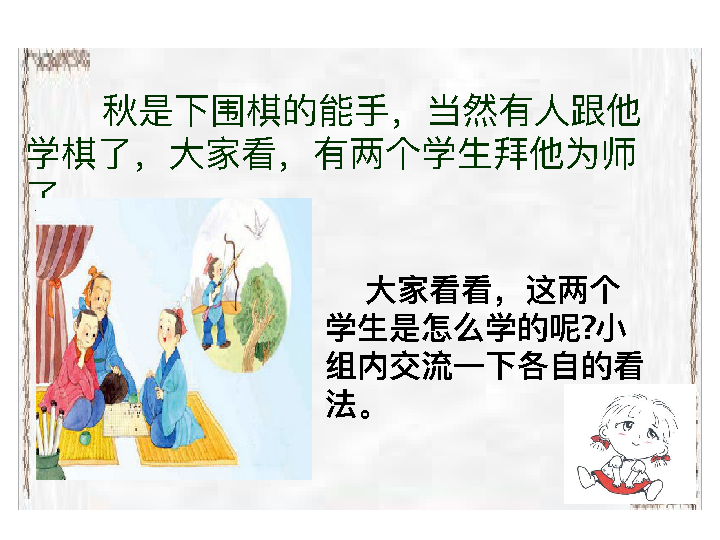 秋是下围棋的能手，当然有人跟他
学棋了，大家看，有两个学生拜他为师
了
大家看看，这两个
学生是怎么学的呢?小
组内交流一下各自的看
法。